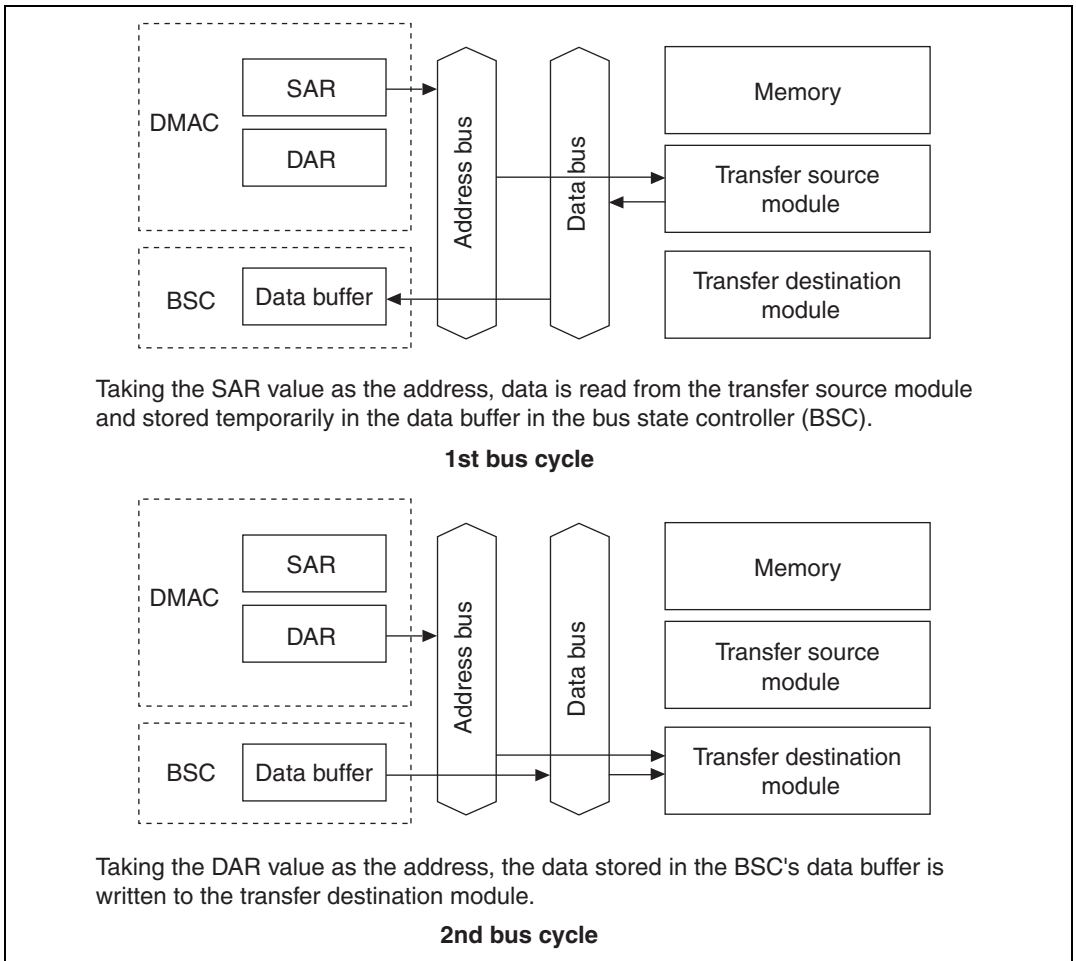 SAR
DMAC
DAR
BSC
Data buffer
Address bus
Data bus
Memory
Transfer source
module
Transfer destination
module
Taking the SAR value as the address, data is read from the transfer source module
and stored temporarily in the data buffer in the bus state controller (BSC).
1st bus cycle
SAR
DMAC
DAR
BSC
Data buffer
Address bus
Data bus
Memory
Transfer source
module
Transfer destination
module
Taking the DAR value as the address, the data stored in the BSC's data buffer is
written to the transfer destination module.
2nd bus cycle